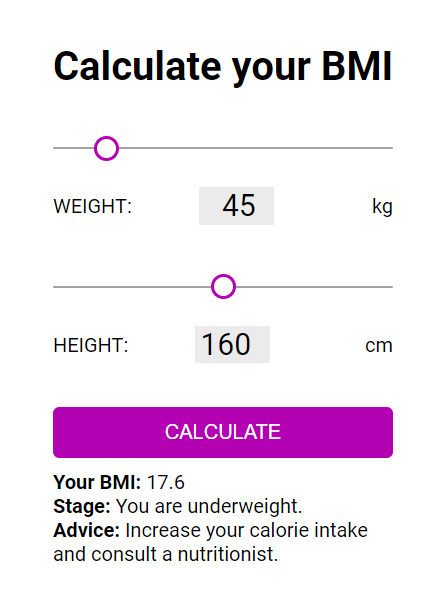 Calculate your BMI
WEIGHT: 45 kg
HEIGHT: 160 cm
CALCULATE
Your BMI: 17.6
Stage: You are underweight.
Advice: Increase your calorie intake
and consult a nutritionist.